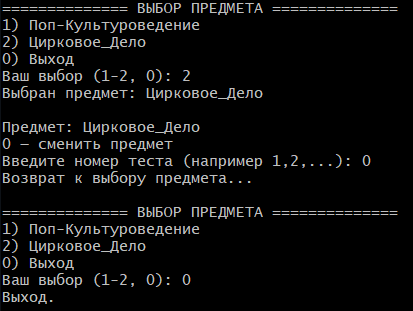 ============== ВЫБОР ПРЕДМЕТА ==============
1) Поп-Культуроведение
2) Цирковое_Дело
0) Выход
Ваш выбор (1-2, 0): 2
Выбран предмет: Цирковое_Дело
Предмет: Цирковое_Дело
0 — сменить предмет
Введите номер теста (например 1,2,...): 0
Возврат к выбору предмета...
============== ВЫБОР ПРЕДМЕТА ==============
1) Поп-Культуроведение
2) Цирковое_Дело
0) Выход
Ваш выбор (1-2, 0): 0
Выход.